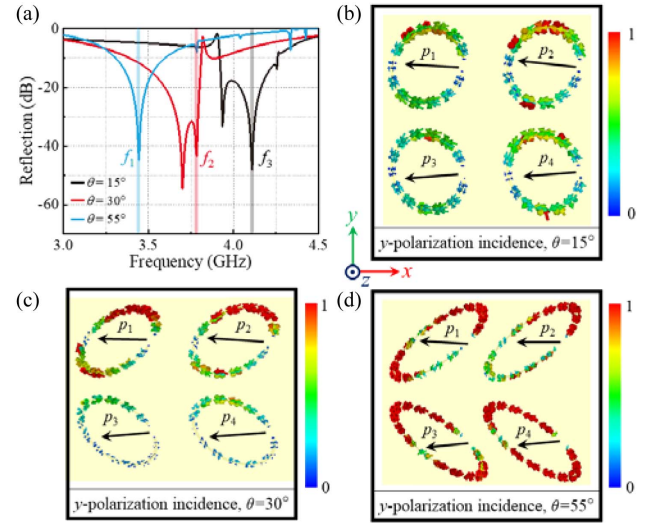 (a)
0
-20
-40
-60
Reflection (dB)
f1
f2
f3
θ= 15°
θ= 30°
θ= 55°
3.0
3.5
4.0
4.5
Frequency (GHz)
(b)
p1
p2
p3
p4
1
0
y-polarization incidence, θ=15°
y
z
x
(c)
p1
p2
p3
p4
1
0
y-polarization incidence, θ=30°
(d)
p1
p2
p3
p4
1
0
y-polarization incidence, θ=55°